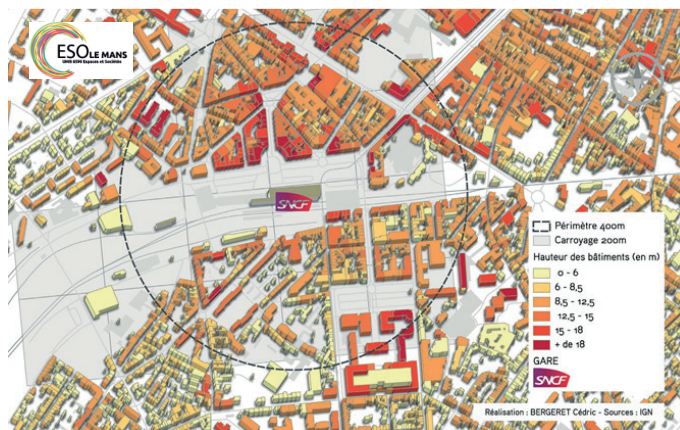 ESO LE MANS
UMR 6590 Espaces et Sociétés
SNCF
Périmètre 400m
Carroyage 200m
Hauteur des bâtiments (en m)
0 - 6
6 - 8,5
8,5 - 12,5
12,5 - 15
15 - 18
+ de 18
GARE
SNCF
Réalisation : BERGERET Cédric - Sources : IGN